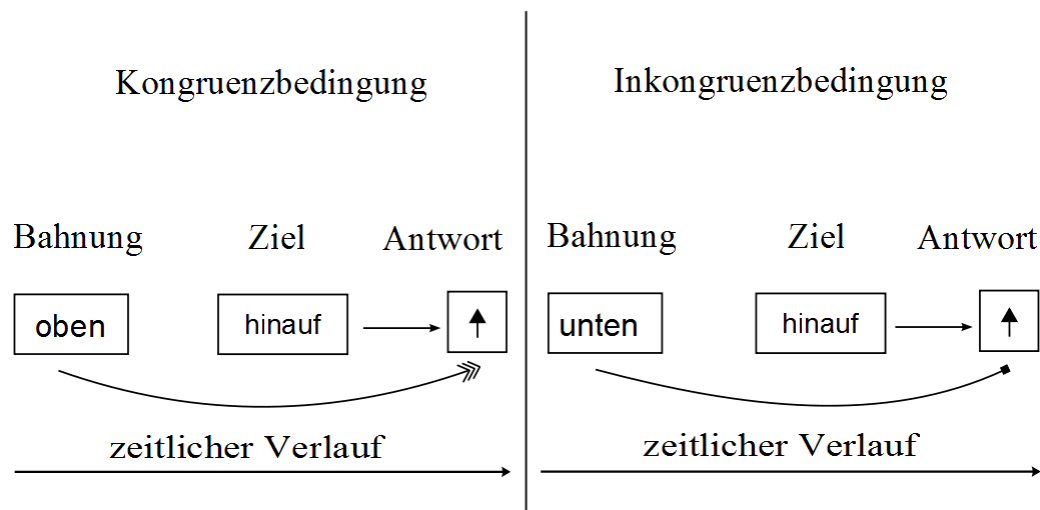 Kongruenzbedingung
Bahnung Ziel Antwort
oben hinauf
zeitlicher Verlauf
Inkongruenzbedingung
Bahnung Ziel Antwort
unten hinauf
zeitlicher Verlauf